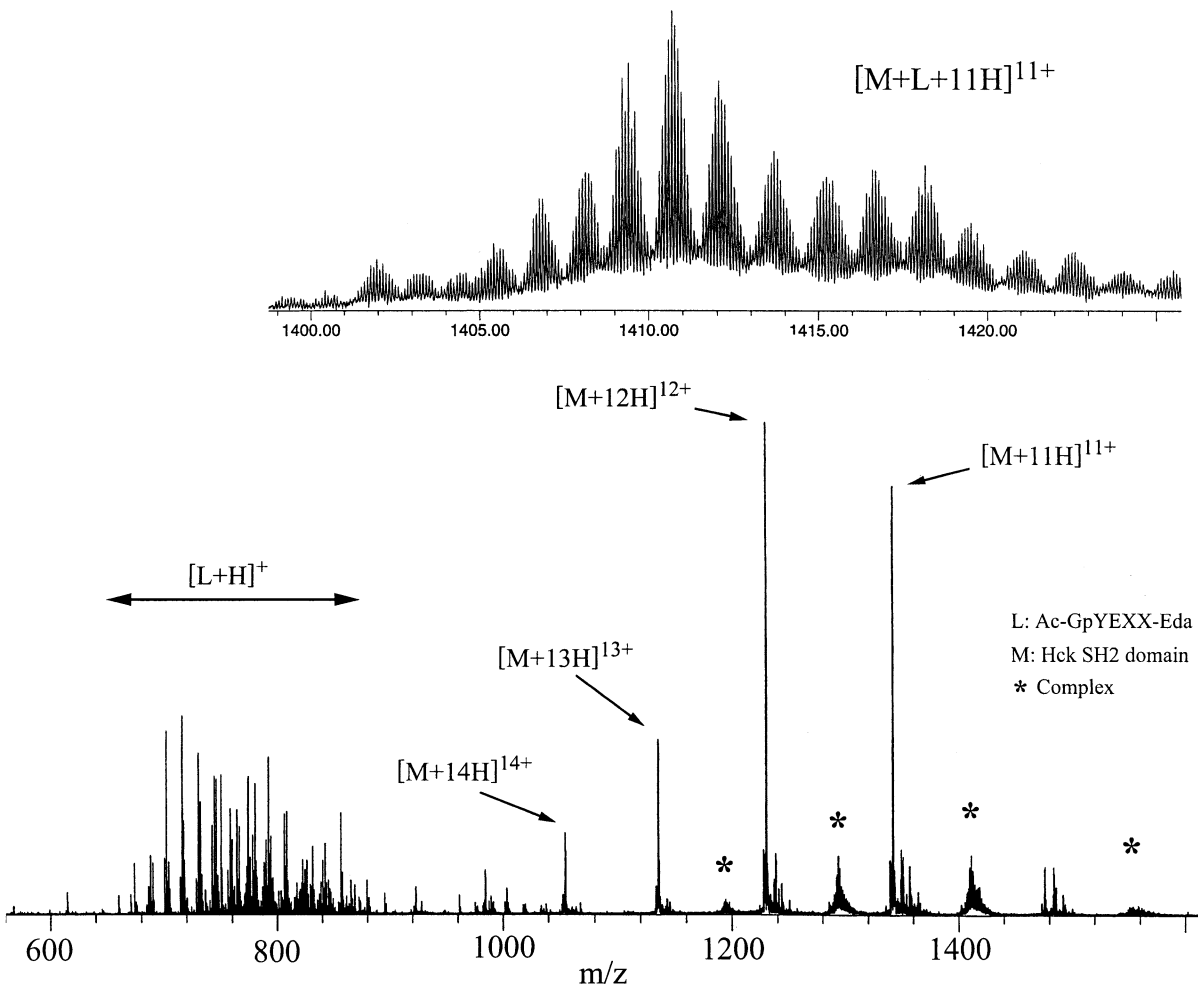 [M+L+11H]11+
1400.00 1405.00 1410.00 1415.00 1420.00
[M+12H]12+
[M+11H]11+
[L+H]+
[M+13H]13+
[M+14H]14+
L: Ac-GpYEXX-Eda
M: Hck SH2 domain
* Complex
* * * *
600 800 1000 1200 1400
m/z